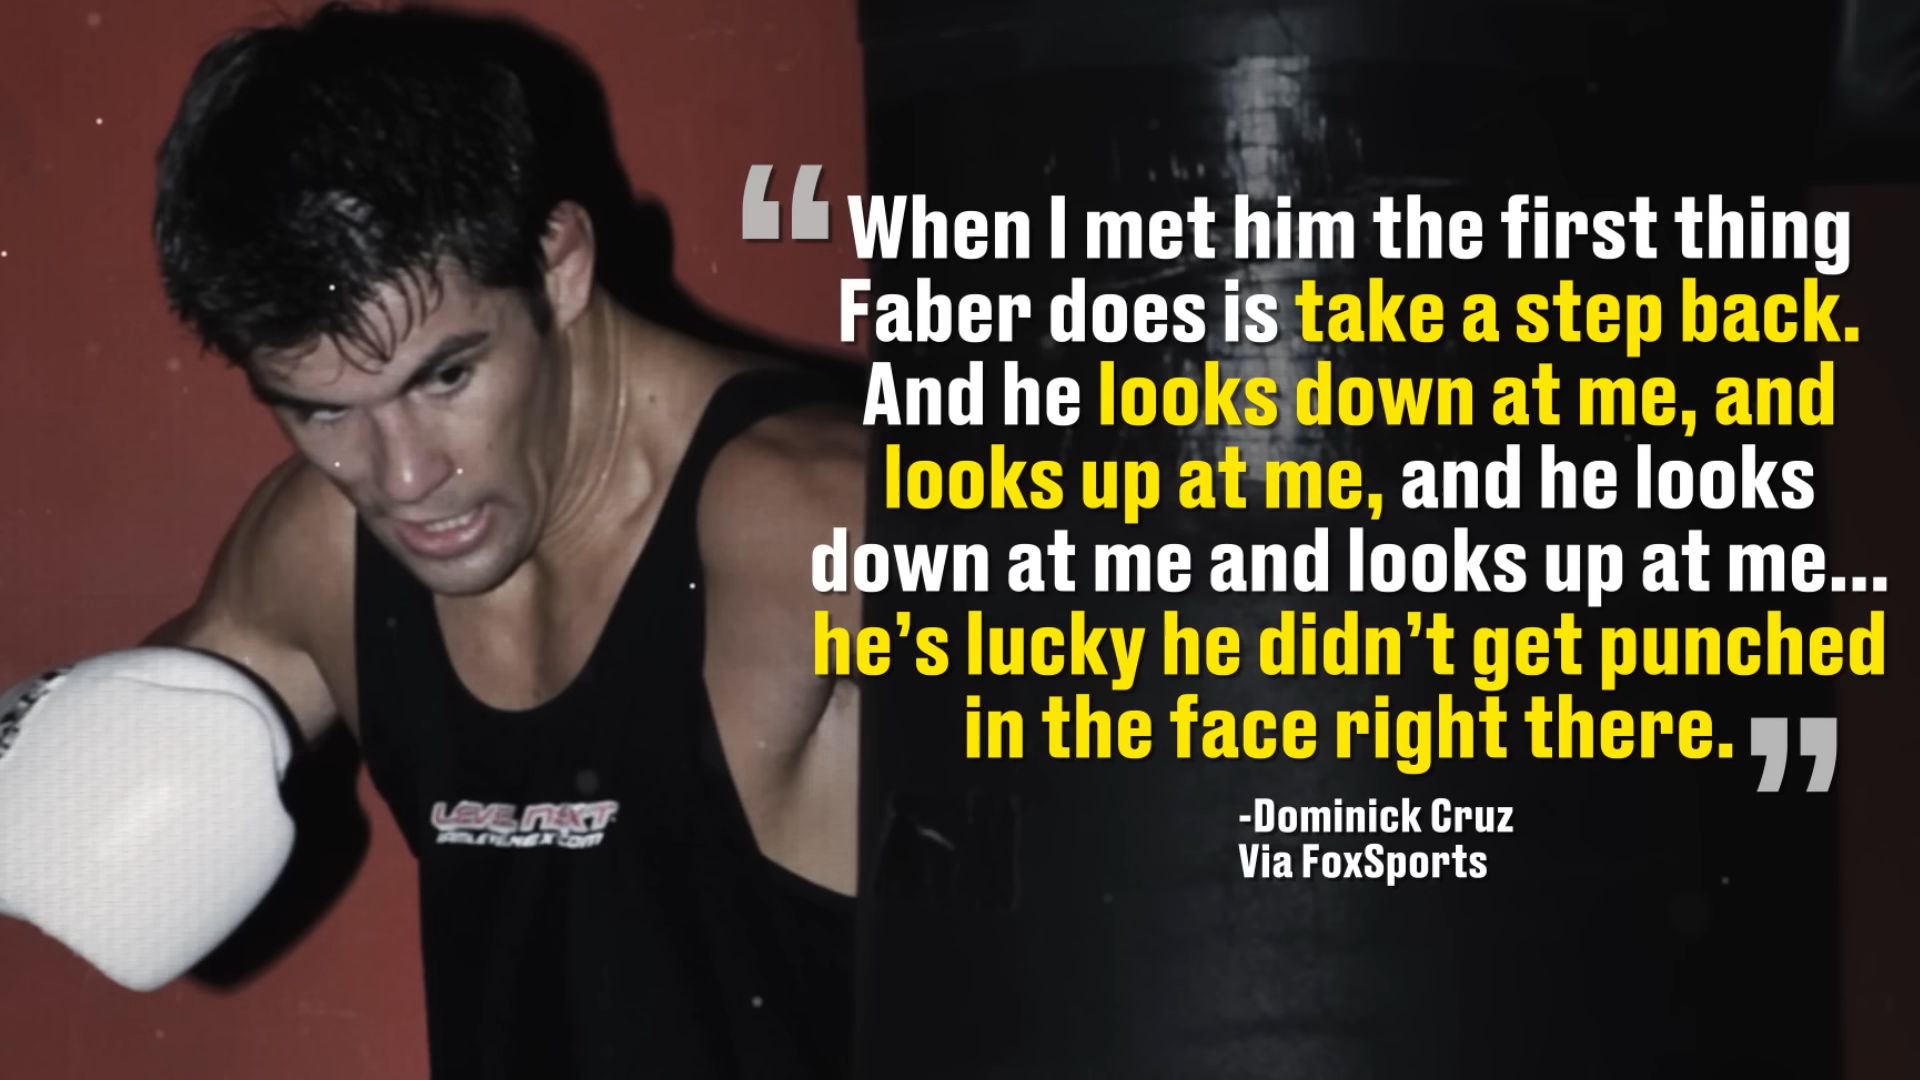 “When I met him the first thing
Faber does is take a step back.
And he looks down at me, and
looks up at me, and he looks
down at me and looks up at me...
he’s lucky he didn’t get punched
in the face right there.”
-Dominick Cruz
Via FoxSports